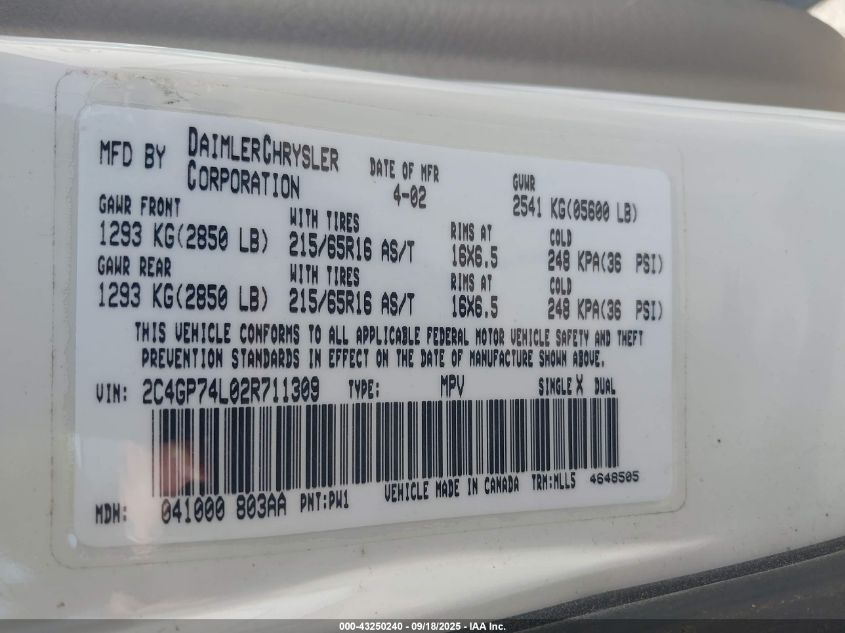 MFD BY DAIMLERCHRYSLER CORPORATION DATE OF MFR 4-02 GVWR 2541 KG(05600 LB)
GAWR FRONT WITH TIRES RIMS AT COLD
1293 KG(2850 LB) 215/65R16 AS/T 16X6.5 248 KPA(36 PSI)
GAWR REAR WITH TIRES RIMS AT COLD
1293 KG(2850 LB) 215/65R16 AS/T 16X6.5 248 KPA(36 PSI)
THIS VEHICLE CONFORMS TO ALL APPLICABLE FEDERAL MOTOR VEHICLE SAFETY AND THEFT
PREVENTION STANDARDS IN EFFECT ON THE DATE OF MANUFACTURE SHOWN ABOVE.
VIN: 2C4GP74L02R711309 TYPE: MPV SINGLE X DUAL
MDH: 041000 803AA PNT:PW1 VEHICLE MADE IN CANADA TRM:MLL5 4648505
000-43250240 - 09/18/2025 - IAA Inc.